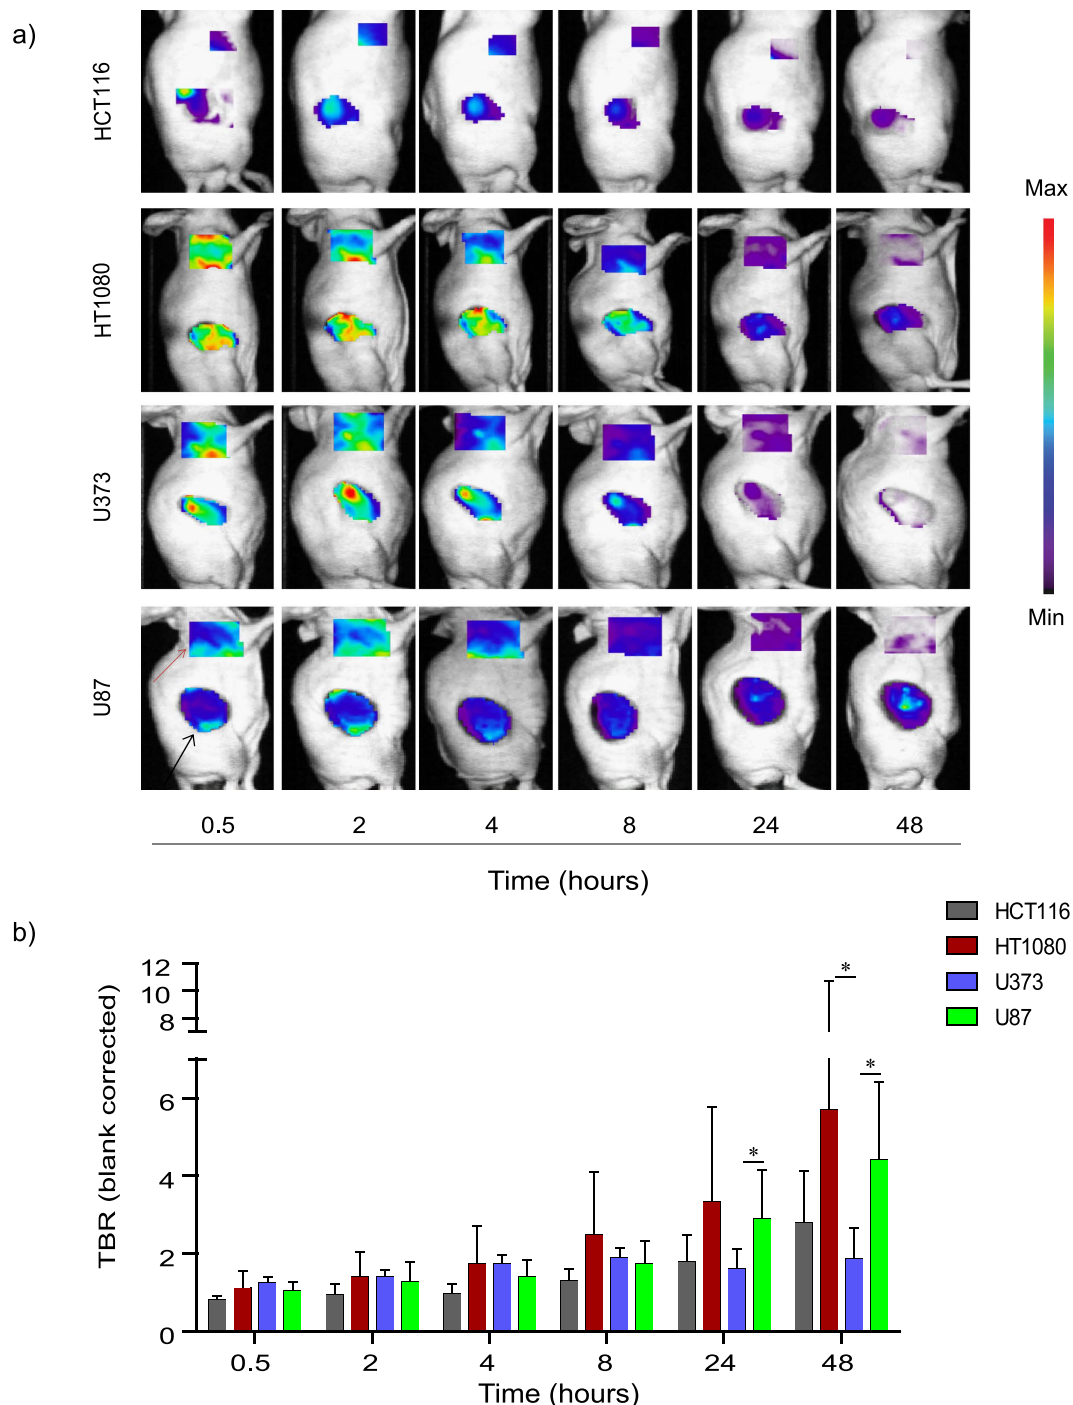 a)
HCT116
HT1080
U373
U87
Max
Min
0.5 2 4 8 24 48
Time (hours)
b)
HCT116
HT1080
U373
U87
TBR (blank corrected)
12
10
8
6
4
2
0
*
*
*
0.5 2 4 8 24 48
Time (hours)